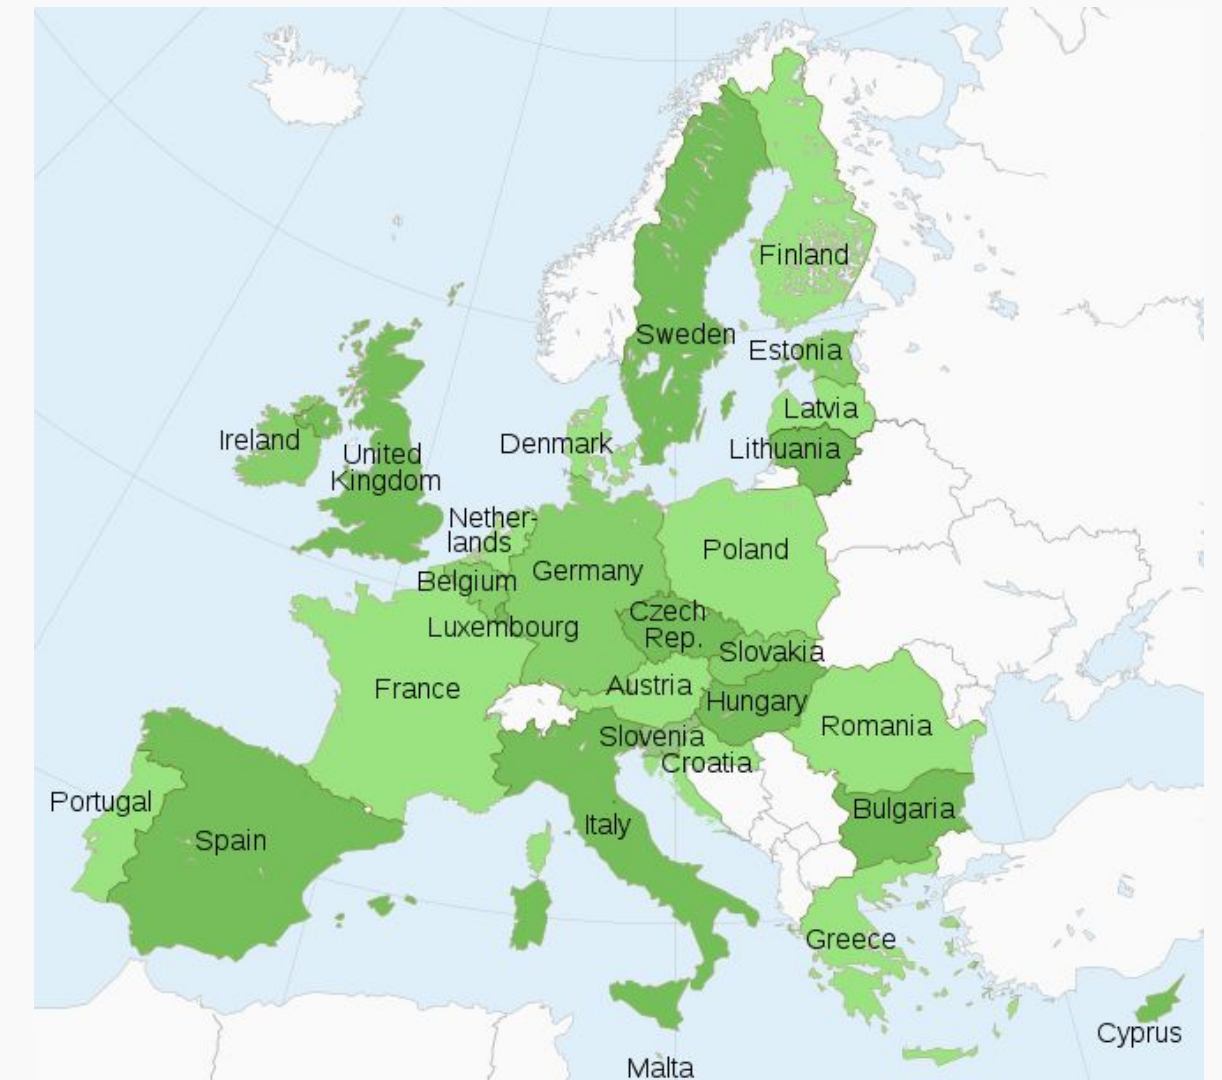 Finland
Sweden
Estonia
Latvia
Lithuania
Ireland
United
Kingdom
Denmark
Nether-
lands
Poland
Germany
Belgium
Czech
Rep.
Luxembourg
Slovakia
France
Austria
Hungary
Romania
Slovenia
Croatia
Portugal
Spain
Italy
Bulgaria
Greece
Cyprus
Malta